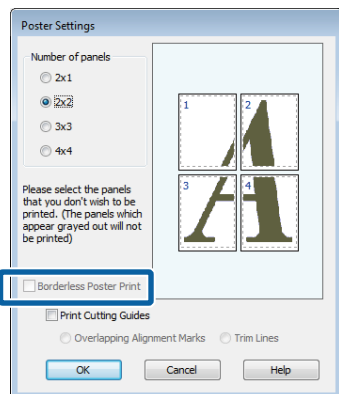 Poster Settings
Number of panels
2x1
2x2
3x3
4x4
Please select the panels
that you don't wish to be
printed. (The panels which
appear grayed out will not
be printed)
1
2
3
4
Borderless Poster Print
Print Cutting Guides
Overlapping Alignment Marks
Trim Lines
OK
Cancel
Help